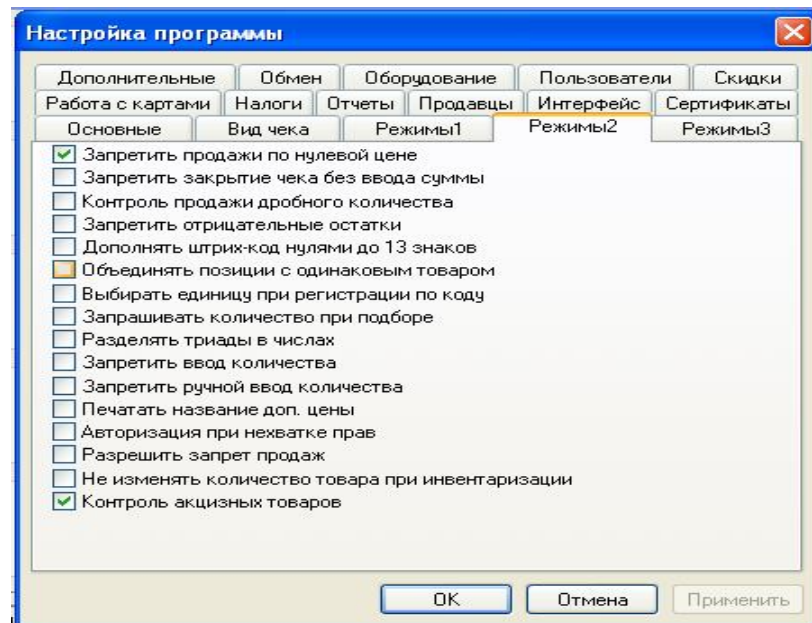 Настройка программы
Дополнительные Обмен Оборудование Пользователи Скидки
Работа с картами Налоги Отчеты Продавцы Интерфейс Сертификаты
Основные Вид чека Режимы1 Режимы2 Режимы3
Запретить продажи по нулевой цене
Запретить закрытие чека без ввода суммы
Контроль продажи дробного количества
Запретить отрицательные остатки
Дополнять штрих-код нулями до 13 знаков
Объединять позиции с одинаковым товаром
Выбирать единицу при регистрации по коду
Запрашивать количество при подборе
Разделять триады в числах
Запретить ввод количества
Запретить ручной ввод количества
Печатать название доп. цены
Авторизация при нехватке прав
Разрешить запрет продаж
Не изменять количество товара при инвентаризации
Контроль акцизных товаров
OK Отмена Применить